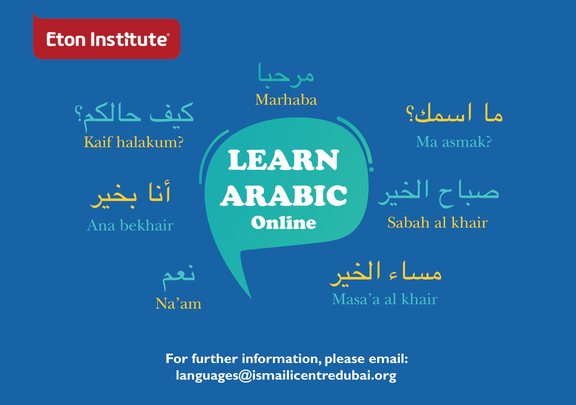 Eton Institute®
مرحبا
Marhaba
كيف حالكم؟
Kaif halakum?
ما اسمك؟
Ma asmak?
LEARN
ARABIC
Online
أنا بخير
Ana bekhair
صباح الخير
Sabah al khair
نعم
Na'am
مساء الخير
Masa'a al khair
For further information, please email:
languages@ismailicentredubai.org